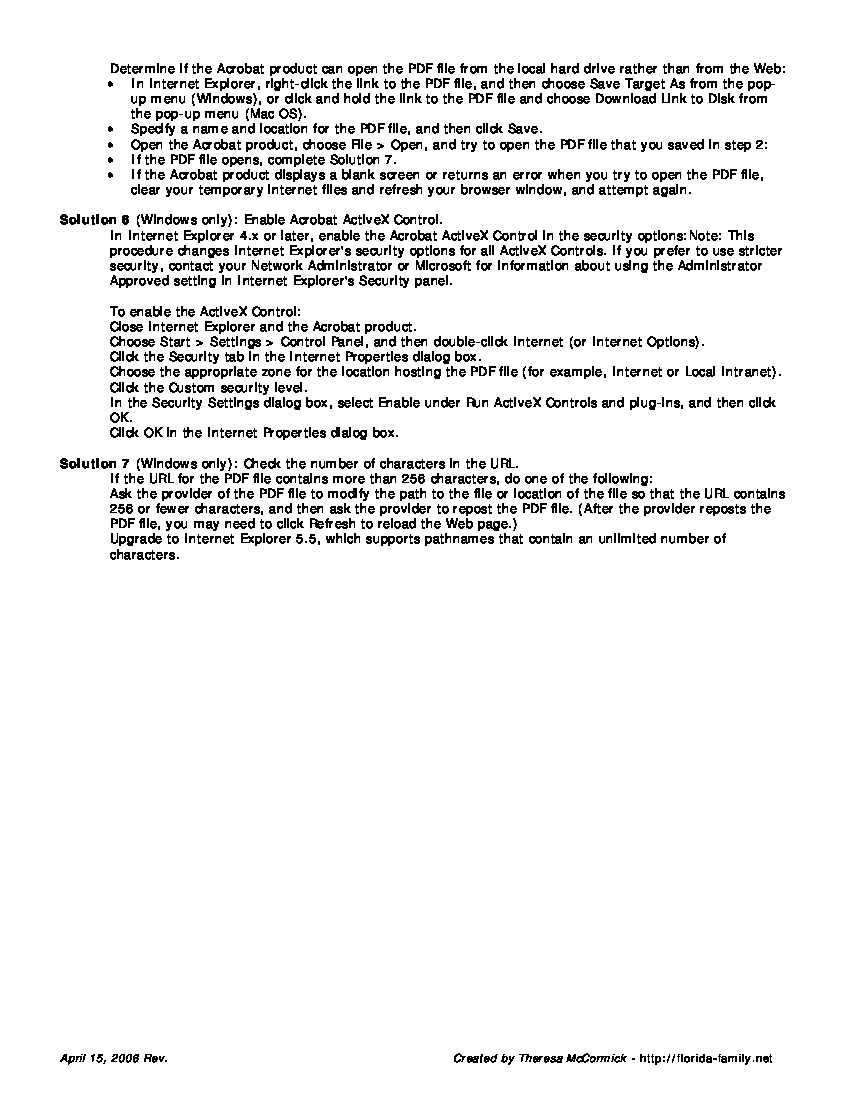 Determine if the Acrobat product can open the PDF file from the local hard drive rather than from the Web:
• In Internet Explorer, right-click the link to the PDF file, and then choose Save Target As from the pop-
up menu (Windows), or click and hold the link to the PDF file and choose Download Link to Disk from
the pop-up menu (Mac OS).
• Specify a name and location for the PDF file, and then click Save.
• Open the Acrobat product, choose File > Open, and try to open the PDF file that you saved in step 2:
• If the PDF file opens, complete Solution 7.
• If the Acrobat product displays a blank screen or returns an error when you try to open the PDF file,
clear your temporary internet files and refresh your browser window, and attempt again.
Solution 6 (Windows only): Enable Acrobat ActiveX Control.
In Internet Explorer 4.x or later, enable the Acrobat ActiveX Control in the security options:Note: This
procedure changes Internet Explorer's security options for all ActiveX Controls. If you prefer to use stricter
security, contact your Network Administrator or Microsoft for information about using the Administrator
Approved setting in Internet Explorer's Security panel.
To enable the ActiveX Control:
Close Internet Explorer and the Acrobat product.
Choose Start > Settings > Control Panel, and then double-click Internet (or Internet Options).
Click the Security tab in the Internet Properties dialog box.
Choose the appropriate zone for the location hosting the PDF file (for example, Internet or Local Intranet).
Click the Custom security level.
In the Security Settings dialog box, select Enable under Run ActiveX Controls and plug-ins, and then click
OK.
Click OK in the Internet Properties dialog box.
Solution 7 (Windows only): Check the number of characters in the URL.
If the URL for the PDF file contains more than 256 characters, do one of the following:
Ask the provider of the PDF file to modify the path to the file or location of the file so that the URL contains
256 or fewer characters, and then ask the provider to repost the PDF file. (After the provider reposts the
PDF file, you may need to click Refresh to reload the Web page.)
Upgrade to Internet Explorer 5.5, which supports pathnames that contain an unlimited number of
characters.
April 15, 2006 Rev. Created by Theresa McCormick - http://florida-family.net